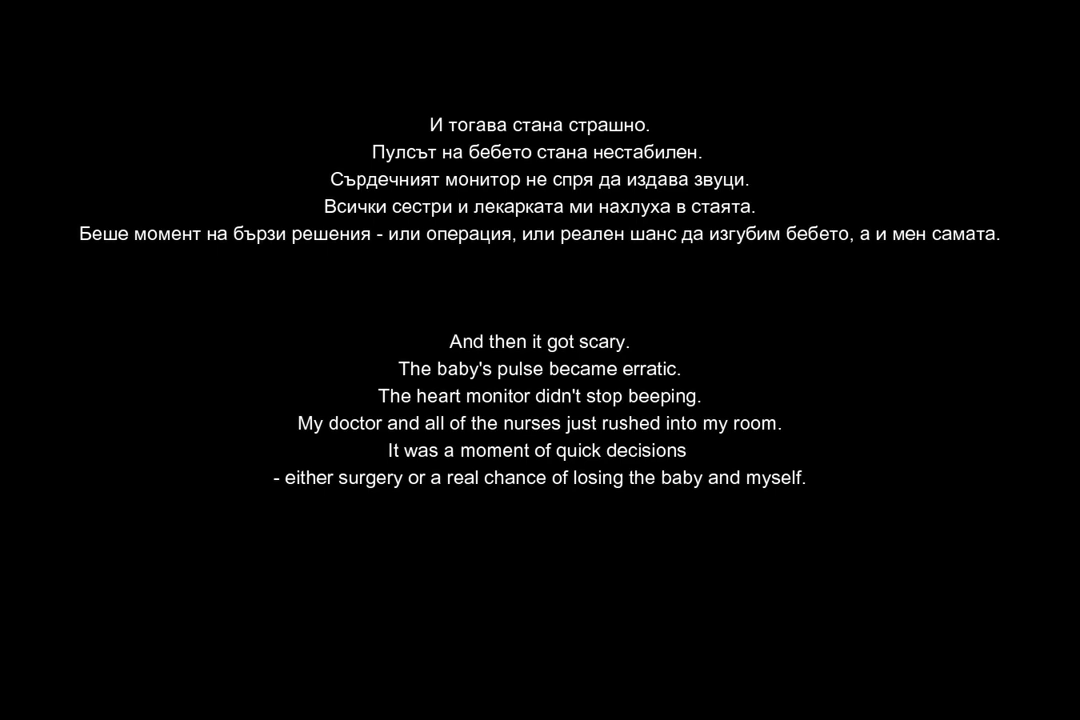 И тогава стана страшно.
Пулсът на бебето стана нестабилен.
Сърдечният монитор не спря да издава звуци.
Всички сестри и лекарката ми нахлуха в стаята.
Беше момент на бързи решения - или операция, или реален шанс да изгубим бебето, а и мен самата.
And then it got scary.
The baby's pulse became erratic.
The heart monitor didn't stop beeping.
My doctor and all of the nurses just rushed into my room.
It was a moment of quick decisions
- either surgery or a real chance of losing the baby and myself.